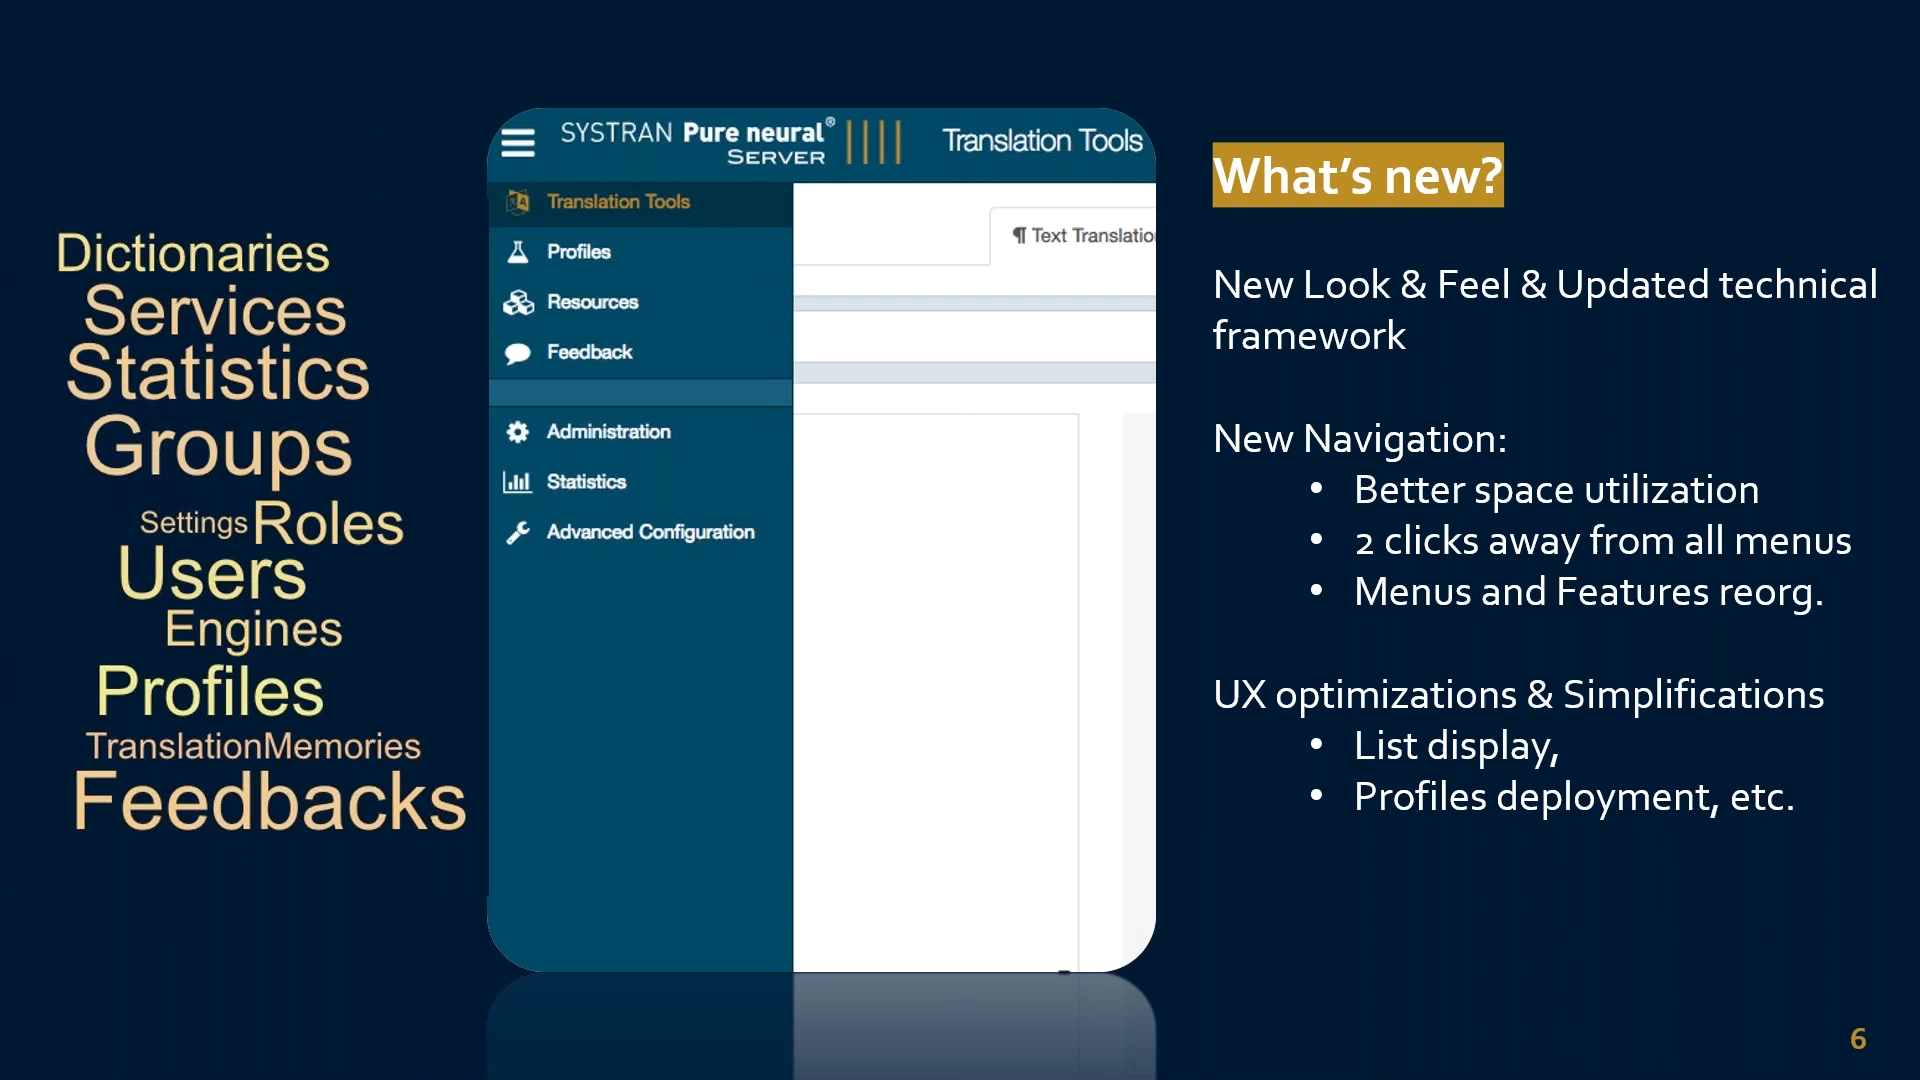 Dictionaries
Services
Statistics
Groups
Settings Roles
Users
Engines
Profiles
TranslationMemories
Feedbacks
SYSTRAN Pure neural®
SERVER
Translation Tools
Translation Tools
Profiles
Resources
Feedback
Administration
Statistics
Advanced Configuration
¶ Text Translatio
What's new?
New Look & Feel & Updated technical
framework
New Navigation:
• Better space utilization
• 2 clicks away from all menus
• Menus and Features reorg.
UX optimizations & Simplifications
• List display,
• Profiles deployment, etc.
6